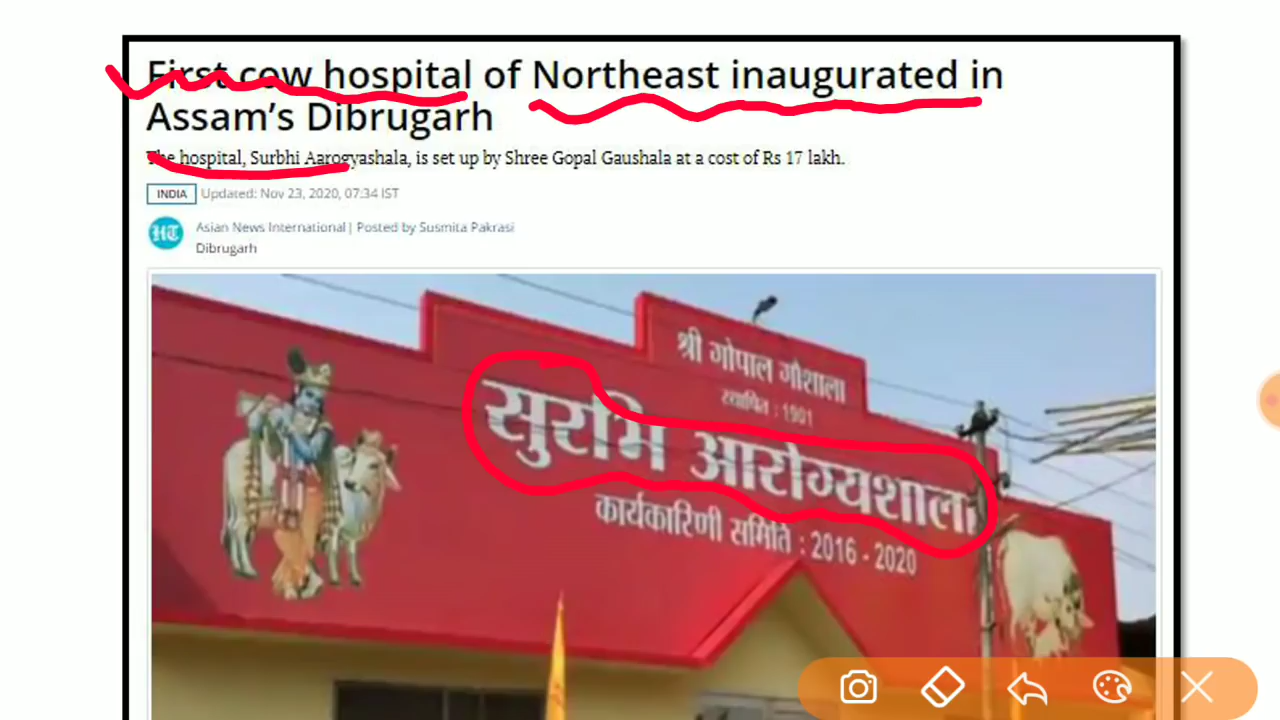 First cow hospital of Northeast inaugurated in
Assam's Dibrugarh
The hospital, Surbhi Aarogyashala, is set up by Shree Gopal Gaushala at a cost of Rs 17 lakh.
INDIA Updated: Nov 23, 2020, 07:34 IST
HT
Asian News International | Posted by Susmita Pakrasi
Dibrugarh
श्री गोपाल गौशाला
स्थापित : 1901
सुरभि आरोग्यशाला
कार्यकारिणी समिति : 2016 - 2020